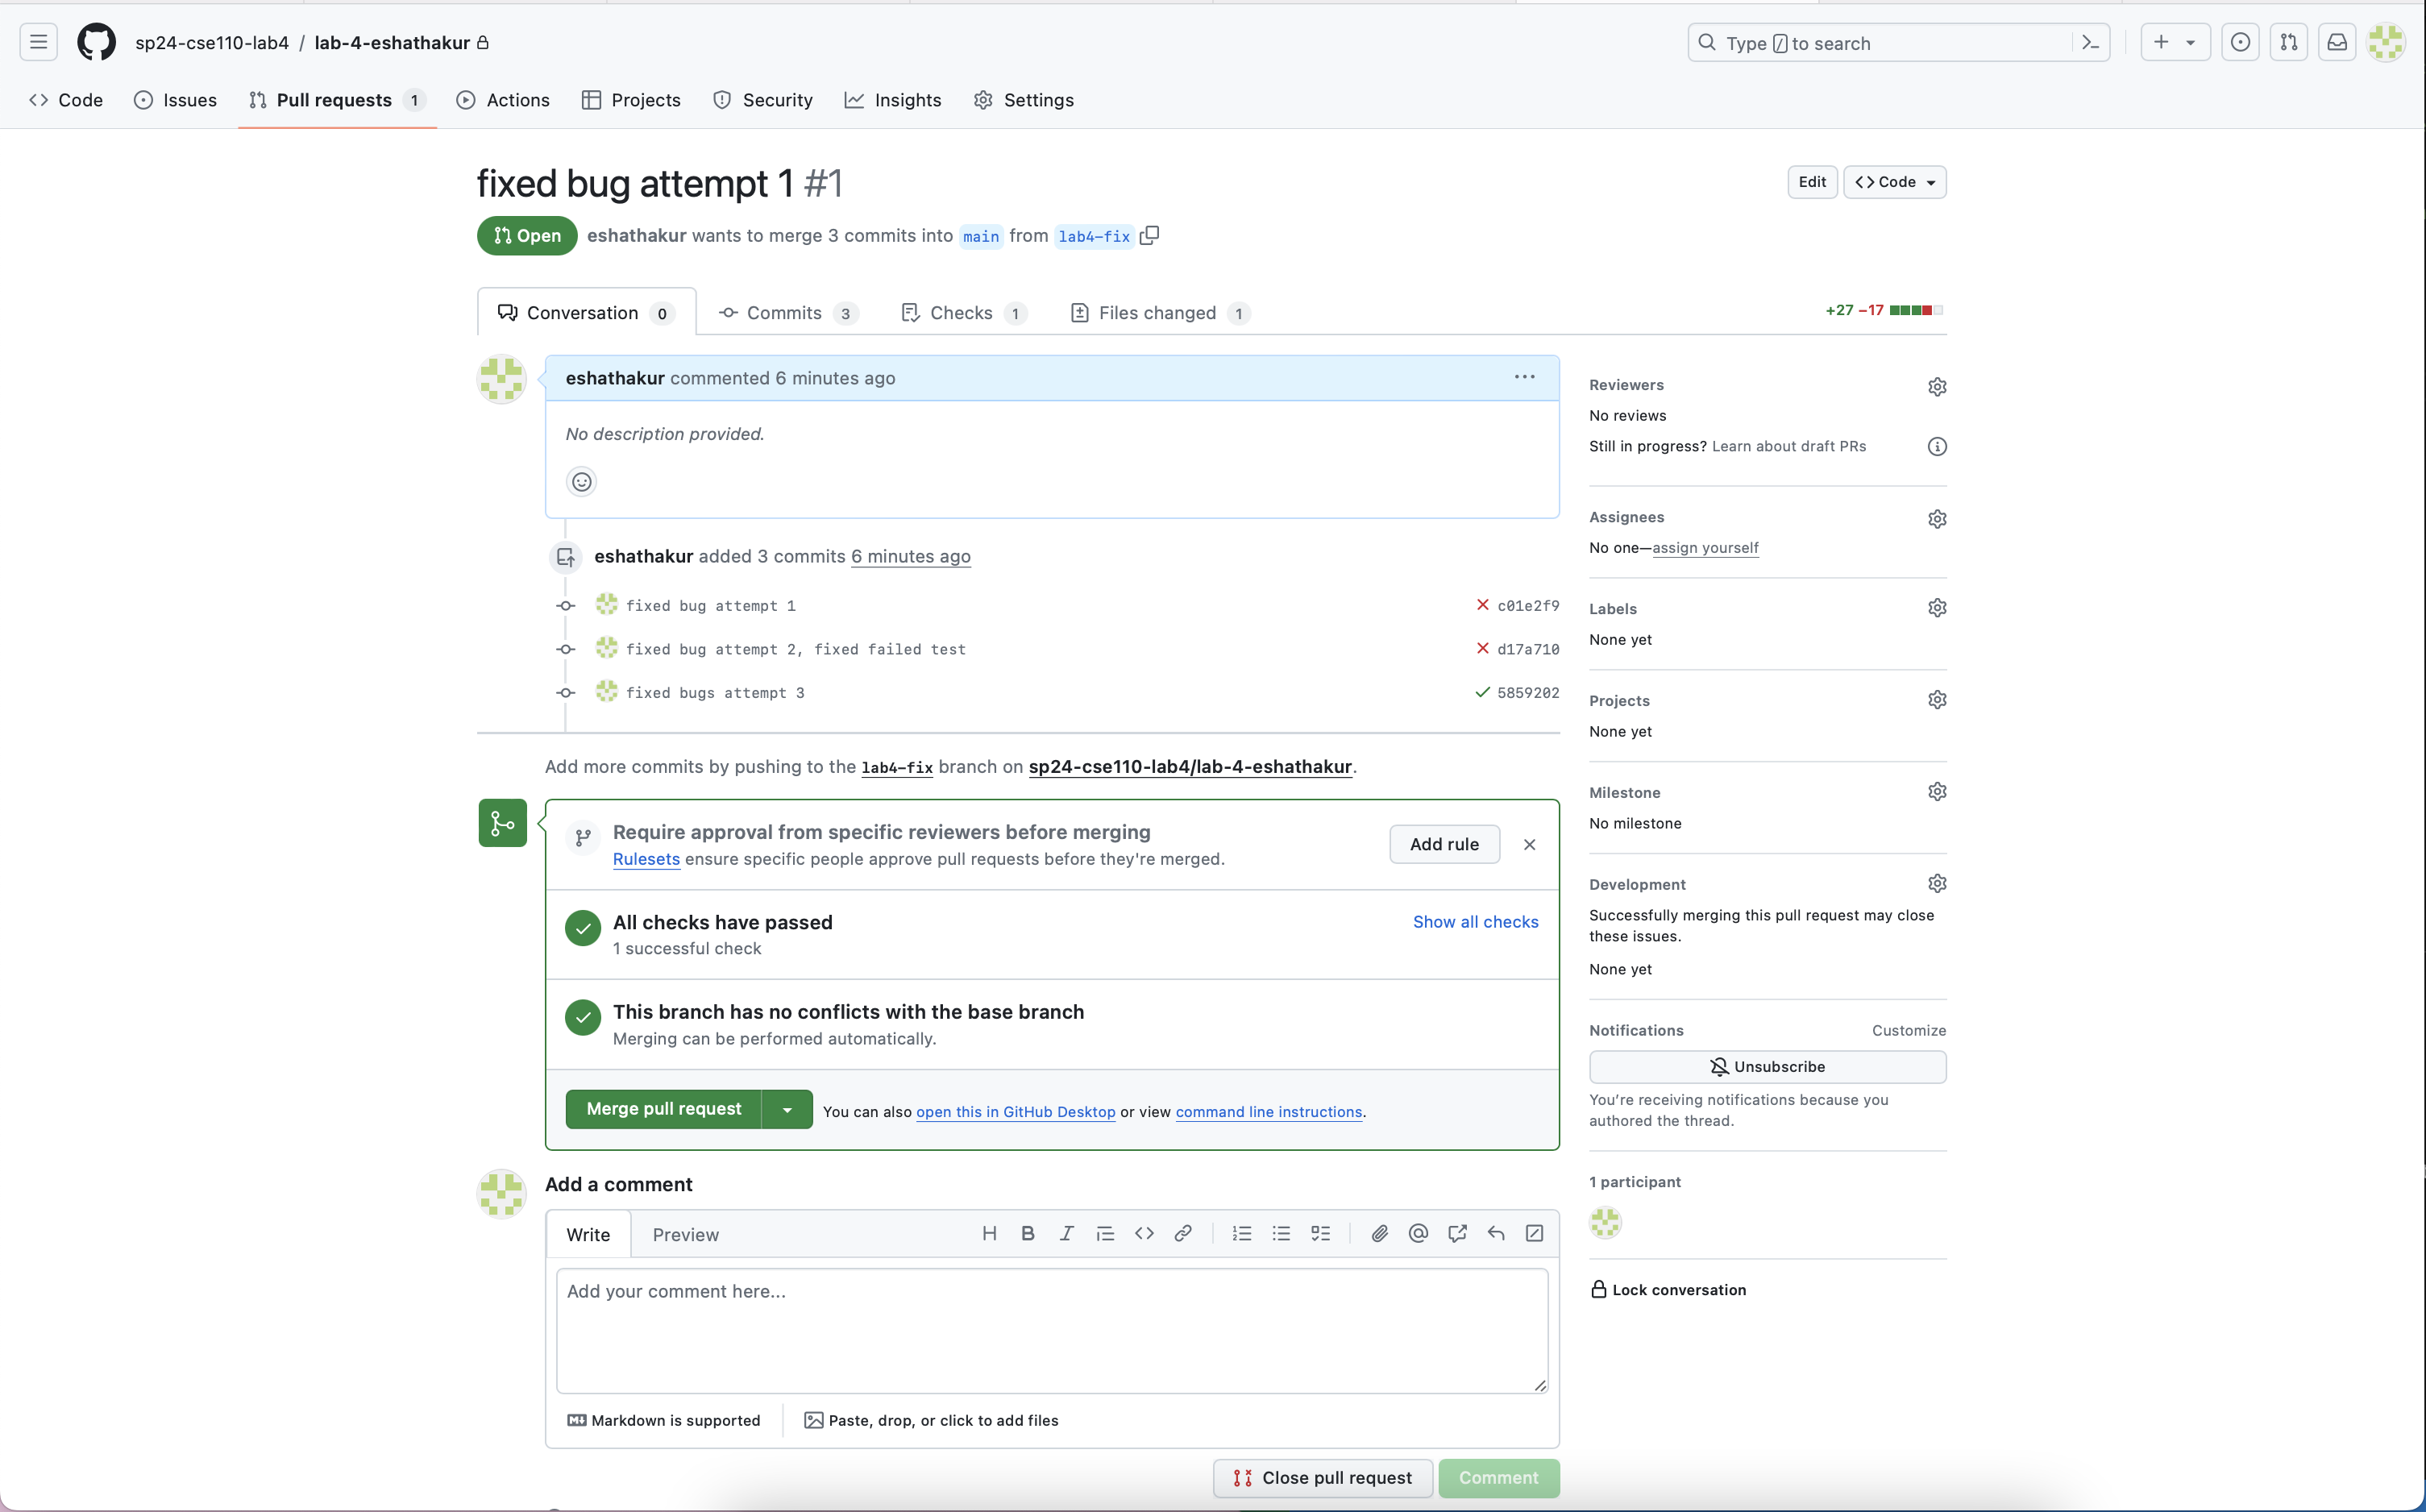 sp24-cse110-lab4 / lab-4-eshathakur
Type / to search
Code
Issues
Pull requests 1
Actions
Projects
Security
Insights
Settings
fixed bug attempt 1 #1
Edit
Code
Open
eshathakur wants to merge 3 commits into main from lab4-fix
Conversation 0
Commits 3
Checks 1
Files changed 1
+27 −17
eshathakur commented 6 minutes ago
No description provided.
eshathakur added 3 commits 6 minutes ago
fixed bug attempt 1
c01e2f9
fixed bug attempt 2, fixed failed test
d17a710
fixed bugs attempt 3
5859202
Add more commits by pushing to the lab4-fix branch on sp24-cse110-lab4/lab-4-eshathakur.
Require approval from specific reviewers before merging
Rulesets ensure specific people approve pull requests before they're merged.
Add rule
All checks have passed
1 successful check
Show all checks
This branch has no conflicts with the base branch
Merging can be performed automatically.
Merge pull request
You can also open this in GitHub Desktop or view command line instructions.
Add a comment
Write
Preview
Add your comment here...
Markdown is supported
Paste, drop, or click to add files
Close pull request
Comment
Reviewers
No reviews
Still in progress? Learn about draft PRs
Assignees
No one—assign yourself
Labels
None yet
Projects
None yet
Milestone
No milestone
Development
Successfully merging this pull request may close
these issues.
None yet
Notifications
Customize
Unsubscribe
You're receiving notifications because you
authored the thread.
1 participant
Lock conversation